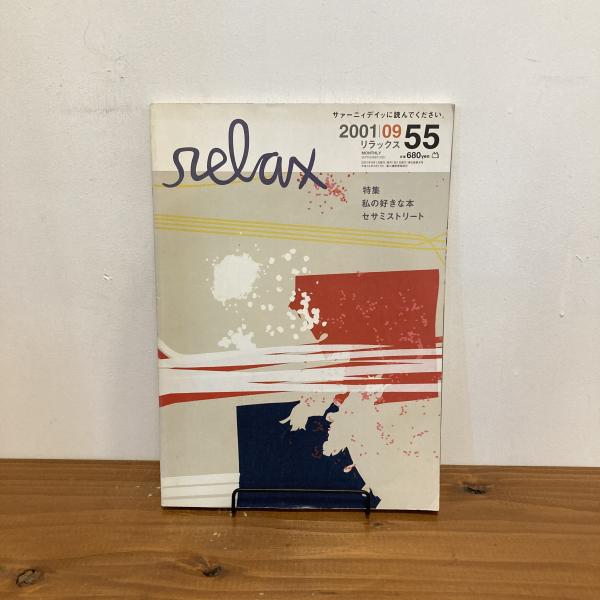 サァーニィデイッに読んでください。
relax
2001|09
リラックス
55
MONTHLY
680yen
特集
私の好きな本
セサミストリート